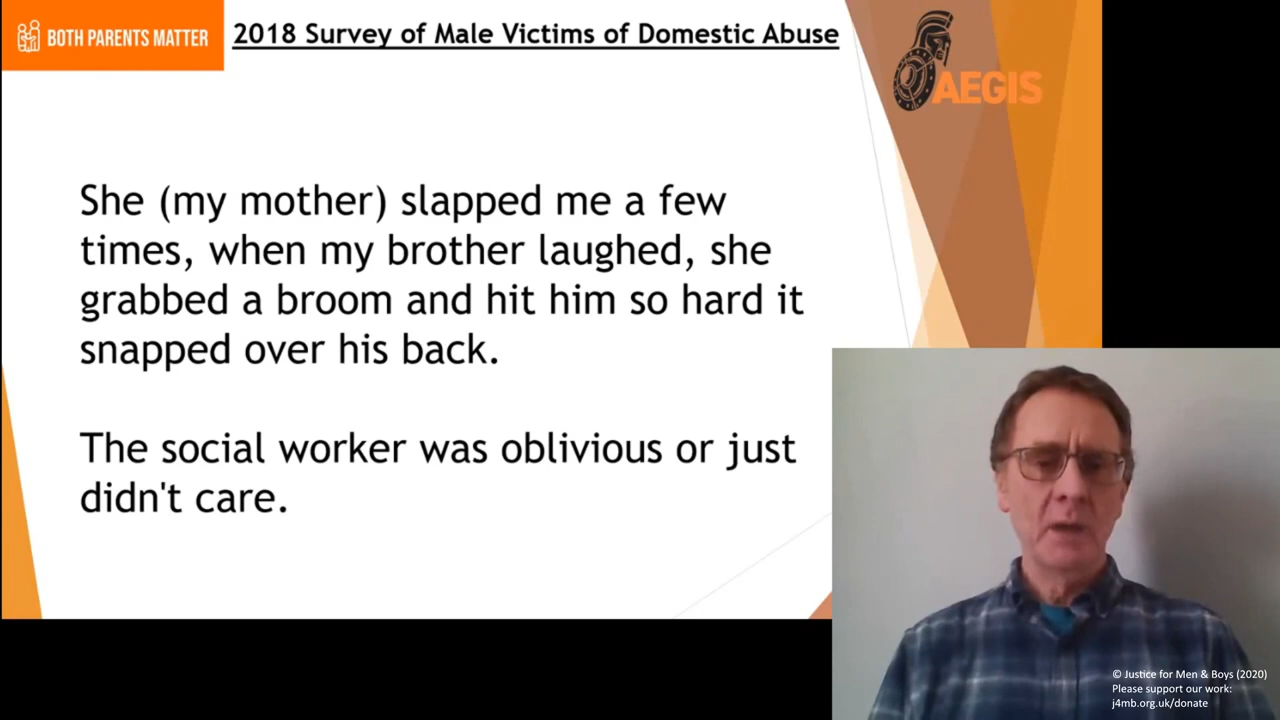 BOTH PARENTS MATTER
2018 Survey of Male Victims of Domestic Abuse
AEGIS
She (my mother) slapped me a few
times, when my brother laughed, she
grabbed a broom and hit him so hard it
snapped over his back.
The social worker was oblivious or just
didn't care.
© Justice for Men & Boys (2020)
Please support our work:
j4mb.org.uk/donate